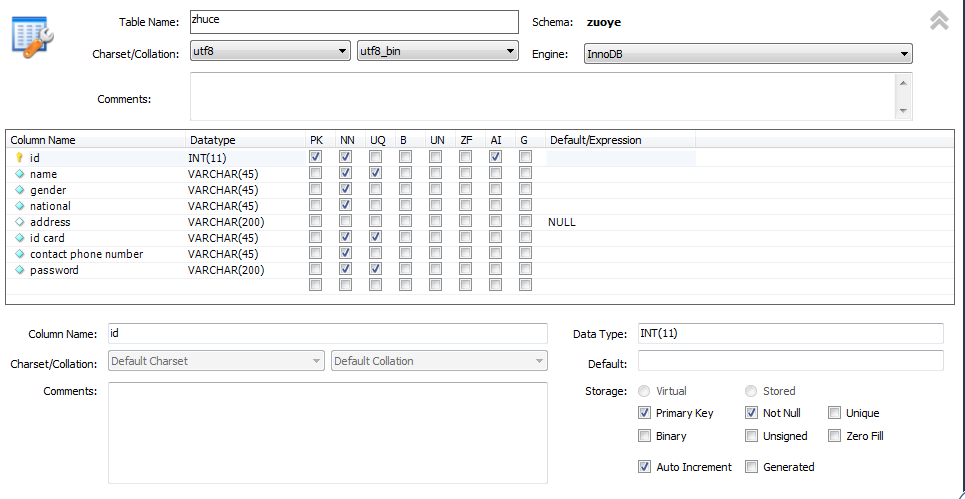 Table Name: zhuce Schema: zuoye
Charset/Collation: utf8 utf8_bin Engine: InnoDB
Comments:
Column Name Datatype PK NN UQ B UN ZF AI G Default/Expression
id INT(11)
name VARCHAR(45)
gender VARCHAR(45)
national VARCHAR(45)
address VARCHAR(200) NULL
id card VARCHAR(45)
contact phone number VARCHAR(45)
password VARCHAR(200)
Column Name: id Data Type: INT(11)
Charset/Collation: Default Charset Default Collation Default:
Comments: Storage: Virtual Stored
Primary Key Not Null Unique
Binary Unsigned Zero Fill
Auto Increment Generated